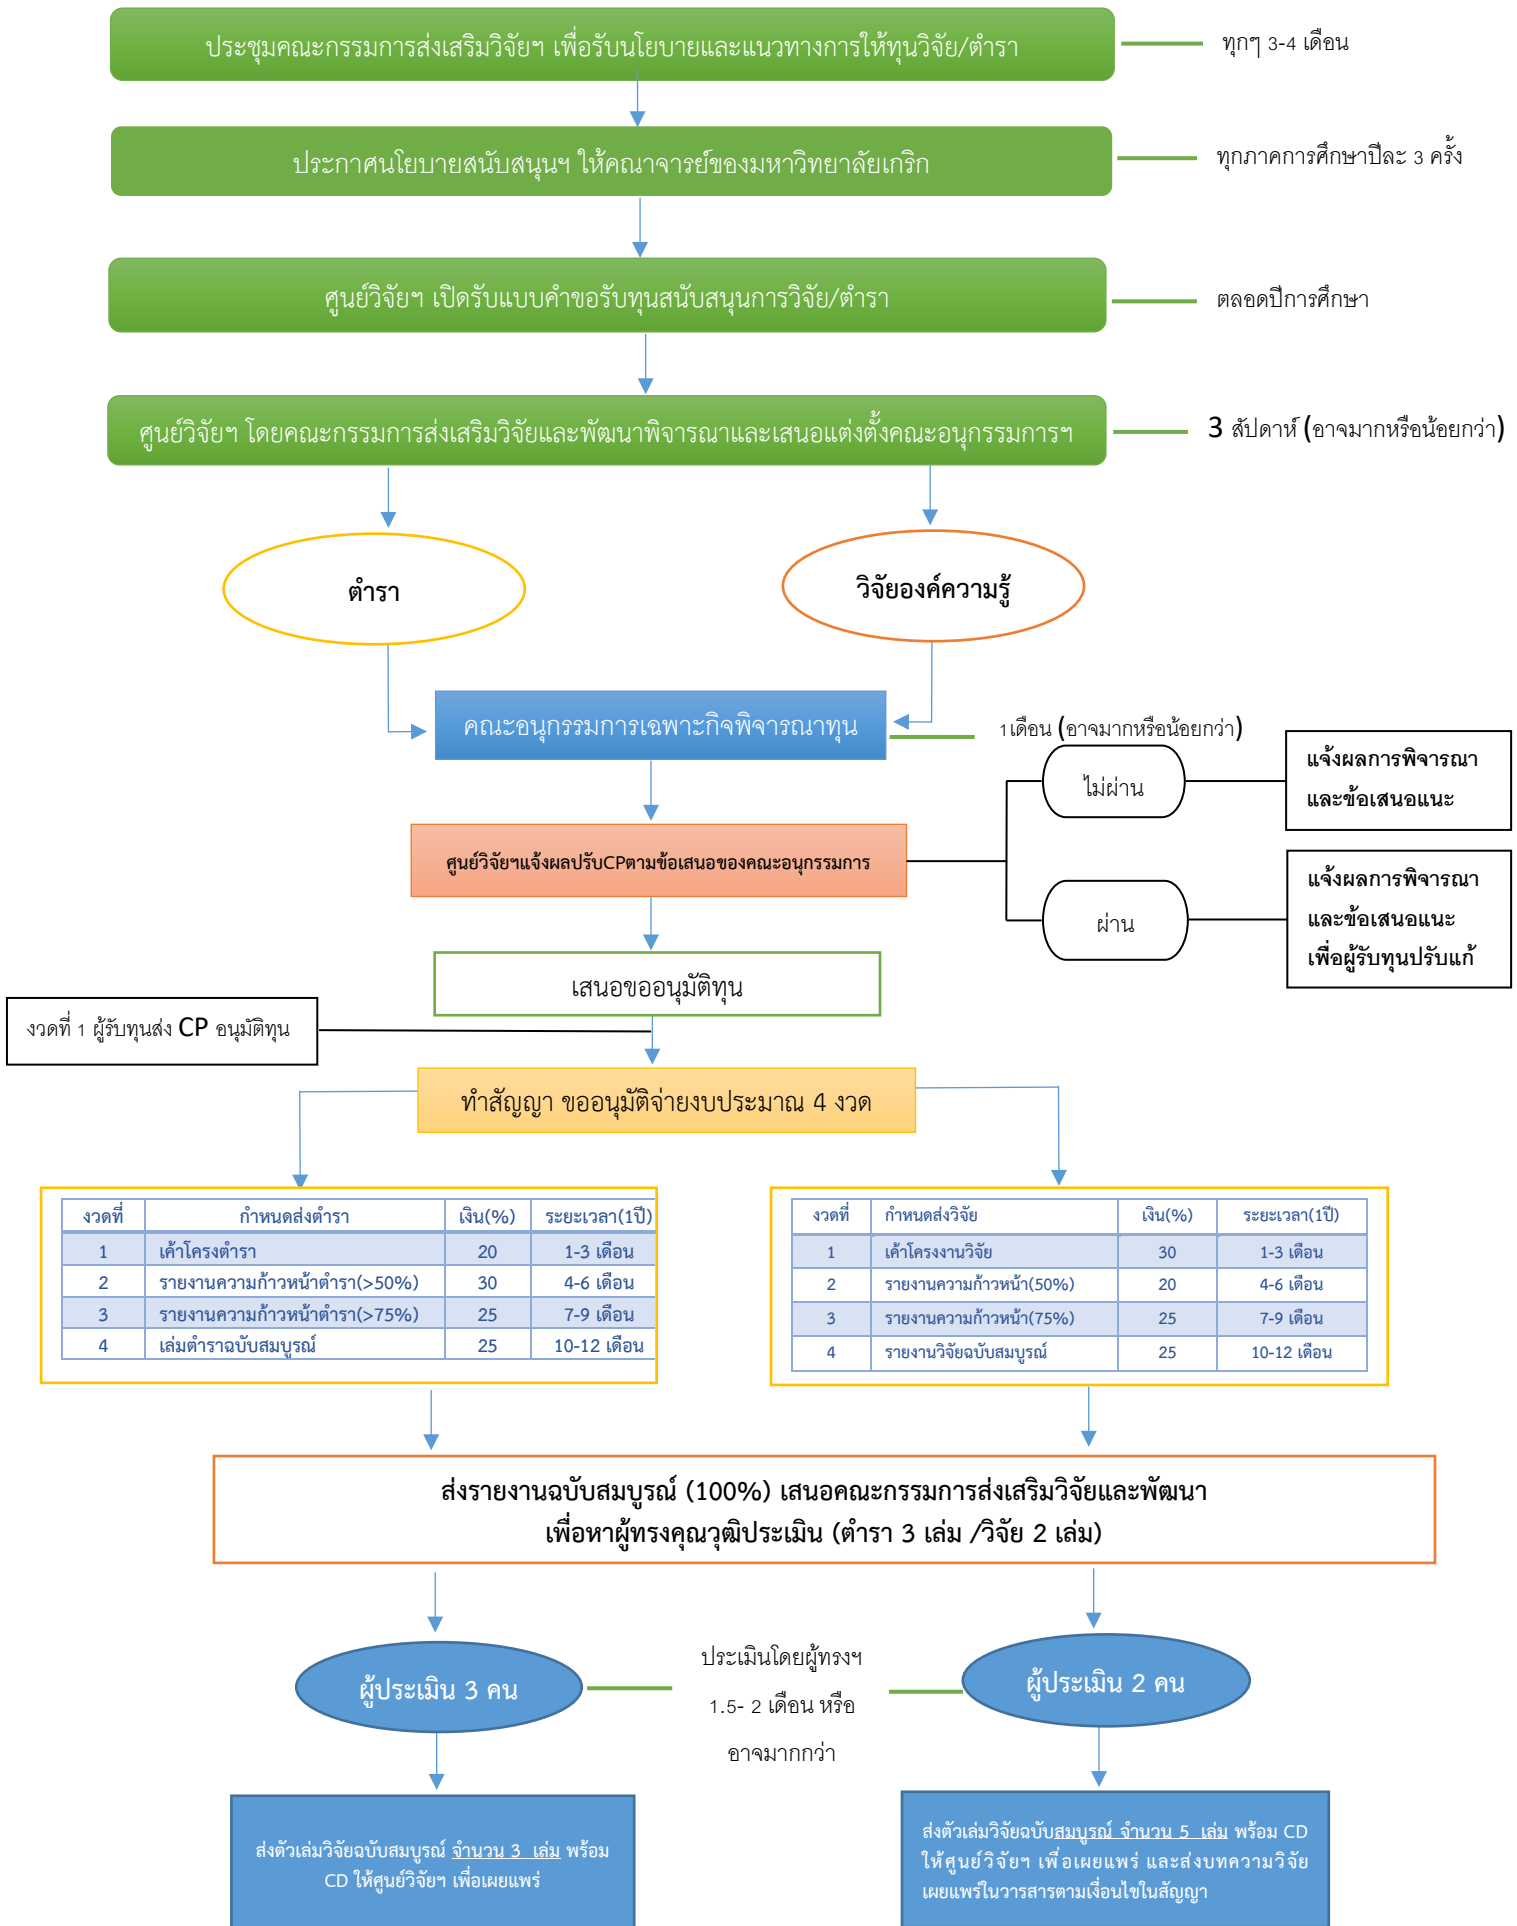 ประชุมคณะกรรมการส่งเสริมวิจัยฯ เพื่อรับนโยบายและแนวทางการให้ทุนวิจัย/ตำรา
ทุกๆ 3-4 เดือน
ประกาศนโยบายสนับสนุนฯ ให้คณาจารย์ของมหาวิทยาลัยเกริก
ทุกภาคการศึกษาปีละ 3 ครั้ง
ศูนย์วิจัยฯ เปิดรับแบบคำขอรับทุนสนับสนุนการวิจัย/ตำรา
ตลอดปีการศึกษา
ศูนย์วิจัยฯ โดยคณะกรรมการส่งเสริมวิจัยและพัฒนาพิจารณาและเสนอแต่งตั้งคณะอนุกรรมการฯ
3 สัปดาห์ (อาจมากหรือน้อยกว่า)
ตำรา
วิจัยองค์ความรู้
คณะอนุกรรมการเฉพาะกิจพิจารณาทุน
1เดือน (อาจมากหรือน้อยกว่า)
ไม่ผ่าน
แจ้งผลการพิจารณา
และข้อเสนอแนะ
ศูนย์วิจัยฯแจ้งผลปรับCPตามข้อเสนอของคณะอนุกรรมการ
ผ่าน
แจ้งผลการพิจารณา
และข้อเสนอแนะ
เพื่อผู้รับทุนปรับแก้
เสนอขออนุมัติทุน
งวดที่ 1 ผู้รับทุนส่ง CP อนุมัติทุน
ทำสัญญา ขออนุมัติจ่ายงบประมาณ 4 งวด
งวดที่ กำหนดส่งตำรา เงิน(%) ระยะเวลา(1ปี)
1 เค้าโครงตำรา 20 1-3 เดือน
2 รายงานความก้าวหน้าตำรา(>50%) 30 4-6 เดือน
3 รายงานความก้าวหน้าตำรา(>75%) 25 7-9 เดือน
4 เล่มตำราฉบับสมบูรณ์ 25 10-12 เดือน
งวดที่ กำหนดส่งวิจัย เงิน(%) ระยะเวลา(1ปี)
1 เค้าโครงงานวิจัย 30 1-3 เดือน
2 รายงานความก้าวหน้า(50%) 20 4-6 เดือน
3 รายงานความก้าวหน้า(75%) 25 7-9 เดือน
4 รายงานวิจัยฉบับสมบูรณ์ 25 10-12 เดือน
ส่งรายงานฉบับสมบูรณ์ (100%) เสนอคณะกรรมการส่งเสริมวิจัยและพัฒนา
เพื่อหาผู้ทรงคุณวุฒิประเมิน (ตำรา 3 เล่ม /วิจัย 2 เล่ม)
ผู้ประเมิน 3 คน
ประเมินโดยผู้ทรงฯ
1.5- 2 เดือน หรือ
อาจมากกว่า
ผู้ประเมิน 2 คน
ส่งตัวเล่มวิจัยฉบับสมบูรณ์ จำนวน 3 เล่ม พร้อม
CD ให้ศูนย์วิจัยฯ เพื่อเผยแพร่
ส่งตัวเล่มวิจัยฉบับสมบูรณ์ จำนวน 5 เล่ม พร้อม CD
ให้ศูนย์วิจัยฯ เพื่อเผยแพร่ และส่งบทความวิจัย
เผยแพร่ในวารสารตามเงื่อนไขในสัญญา